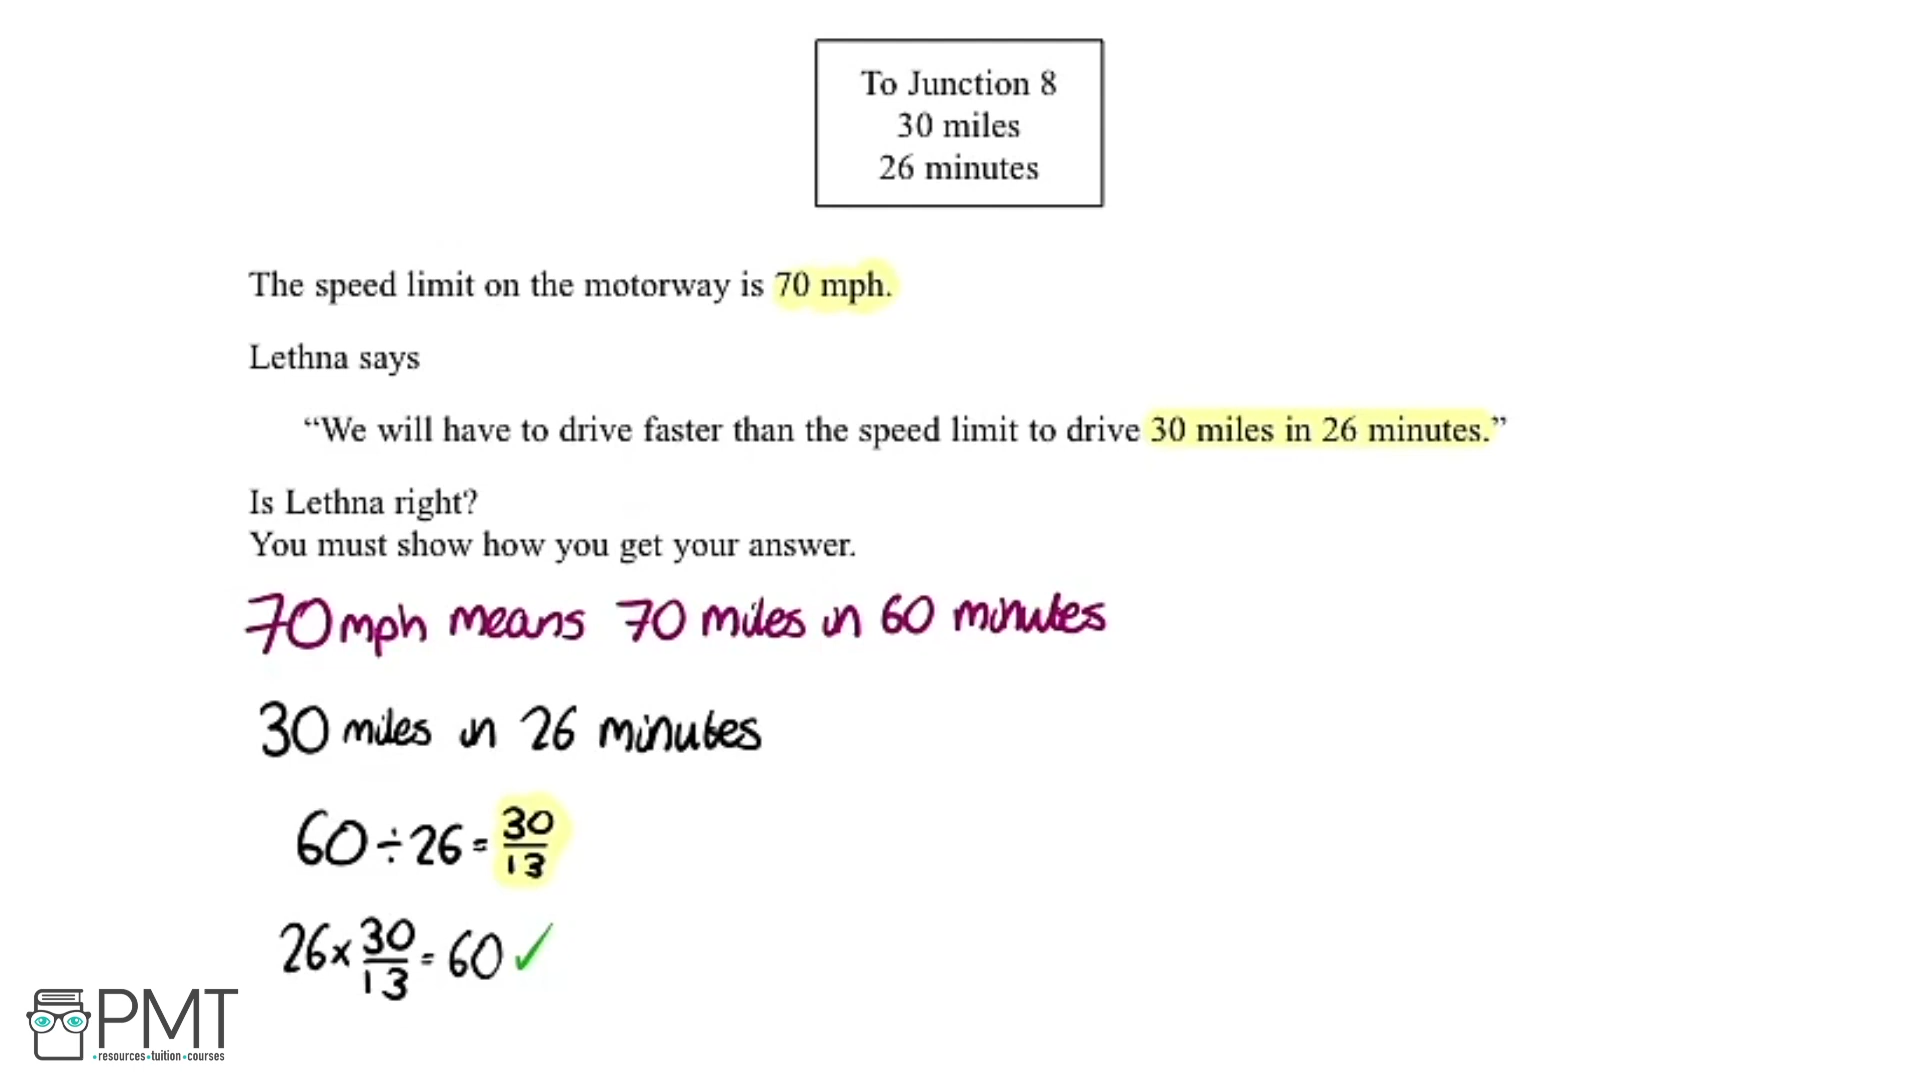 To Junction 8
30 miles
26 minutes
The speed limit on the motorway is 70 mph.
Lethna says
“We will have to drive faster than the speed limit to drive 30 miles in 26 minutes.”
Is Lethna right?
You must show how you get your answer.
70mph means 70 miles in 60 minutes
30 miles in 26 minutes
60 ÷ 26 = 30/13
26 × 30/13 = 60 ✓
PMT
•resources•tuition•courses